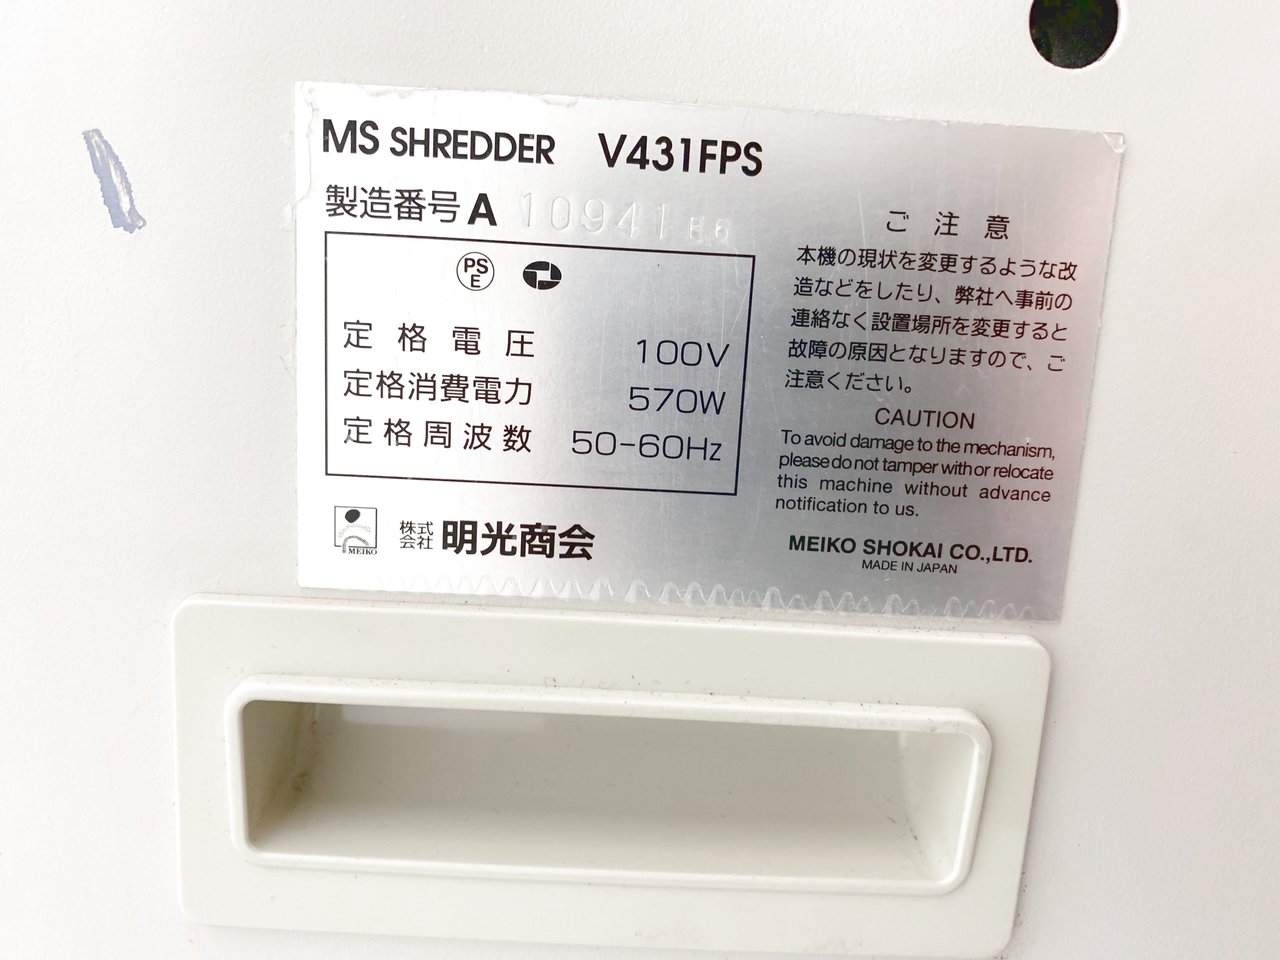 MS SHREDDER V431FPS
製造番号 A 10941
PS
E
定格電圧 100V
定格消費電力 570W
定格周波数 50-60Hz
MEIKO
株式
会社 明光商会
ご注意
本機の現状を変更するような改
造などをしたり、弊社へ事前の
連絡なく設置場所を変更すると
故障の原因となりますので、ご
注意ください。
CAUTION
To avoid damage to the mechanism,
please do not tamper with or relocate
this machine without advance
notification to us.
MEIKO SHOKAI CO.,LTD.
MADE IN JAPAN